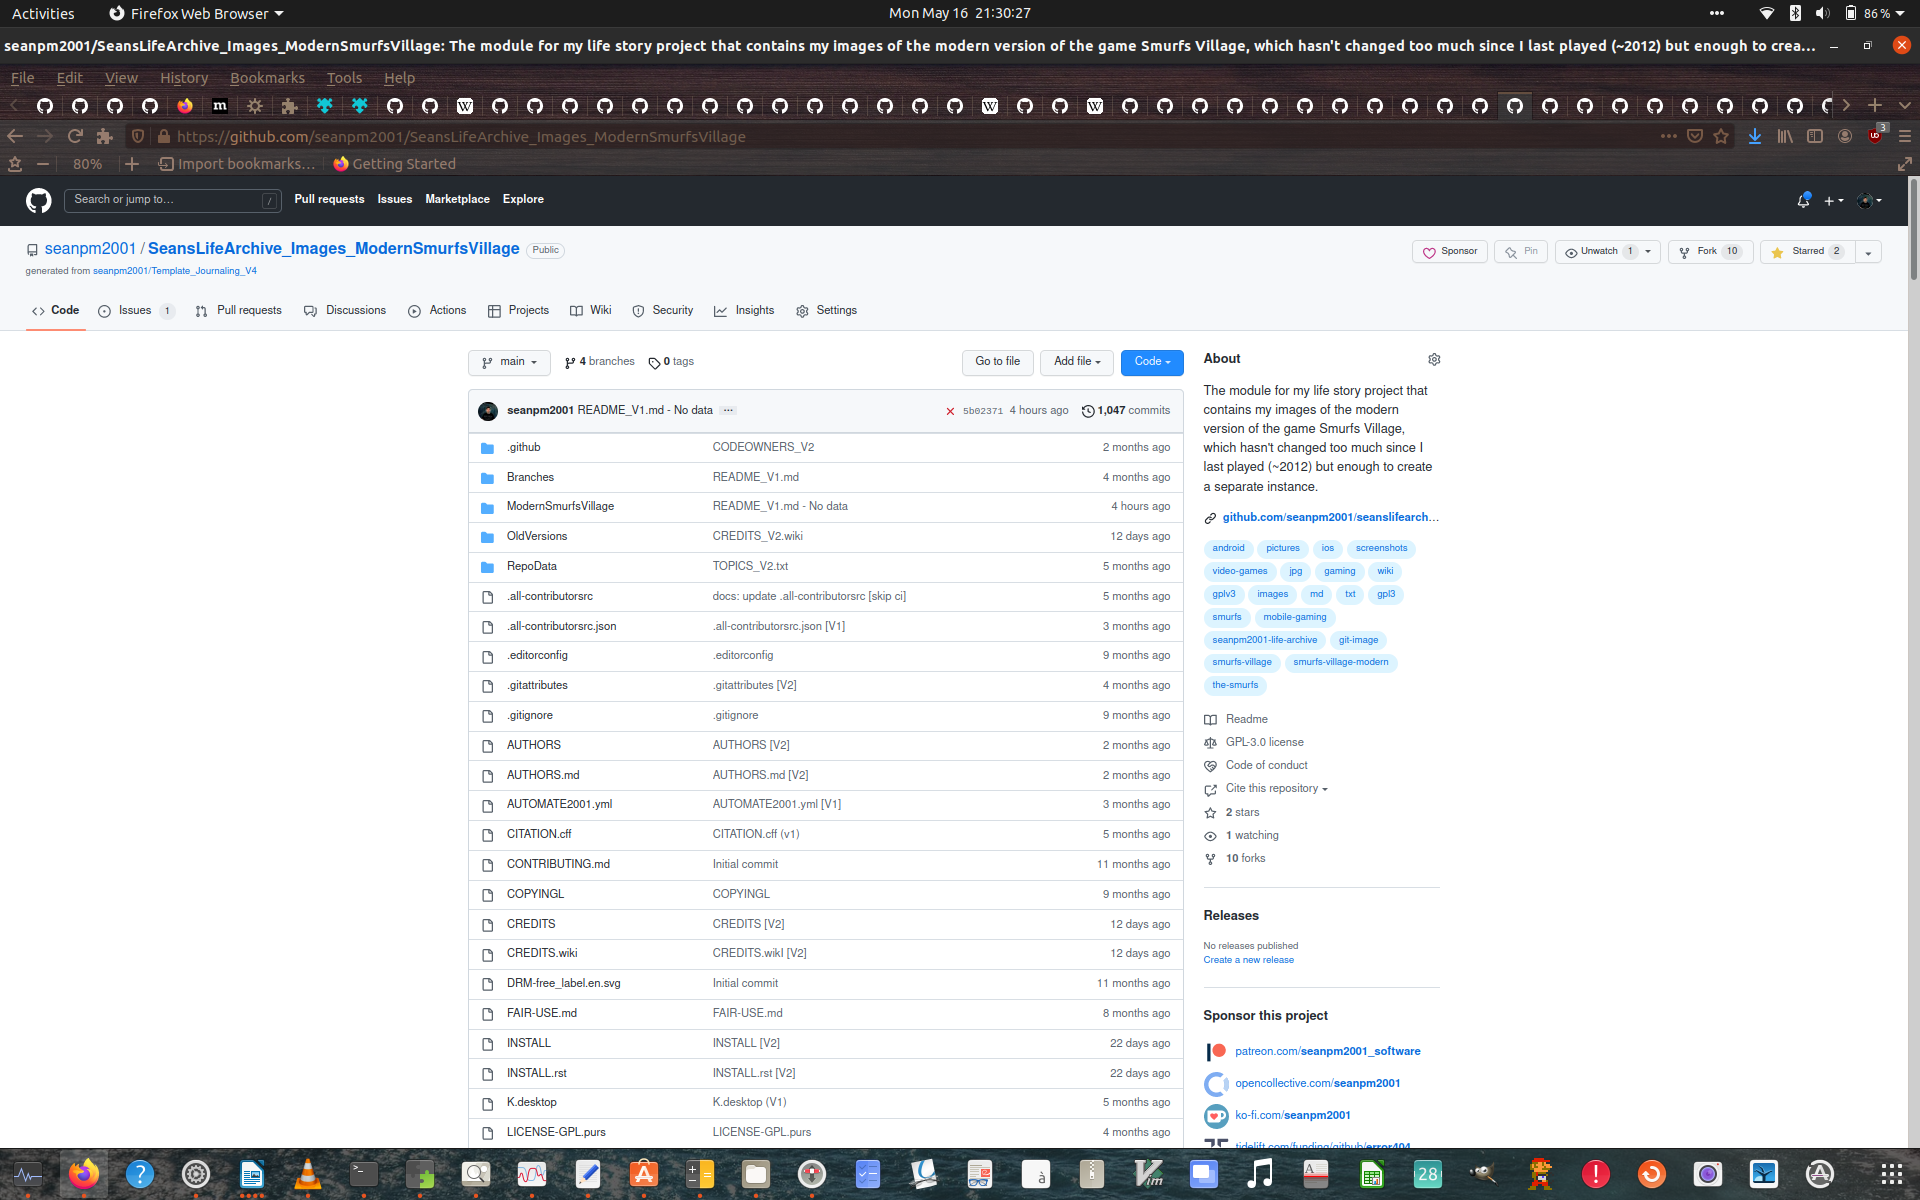 Activities Firefox Web Browser Mon May 16 21:30:27 86%
seanpm2001/SeansLifeArchive_Images_ModernSmurfsVillage: The module for my life story project that contains my images of the modern version of the game Smurfs Village, which hasn't changed too much since I last played (~2012) but enough to crea...
File Edit View History Bookmarks Tools Help
https://github.com/seanpm2001/SeansLifeArchive_Images_ModernSmurfsVillage 3
80% Import bookmarks... Getting Started
Search or jump to... / Pull requests Issues Marketplace Explore
seanpm2001 / SeansLifeArchive_Images_ModernSmurfsVillage Public Sponsor Pin Unwatch 1 Fork 10 Starred 2
generated from seanpm2001/Template_Journaling_V4
Code Issues 1 Pull requests Discussions Actions Projects Wiki Security Insights Settings
main 4 branches 0 tags Go to file Add file Code
seanpm2001 README_V1.md - No data ... 5b02371 4 hours ago 1,047 commits
.github CODEOWNERS_V2 2 months ago
Branches README_V1.md 4 months ago
ModernSmurfsVillage README_V1.md - No data 4 hours ago
OldVersions CREDITS_V2.wiki 12 days ago
RepoData TOPICS_V2.txt 5 months ago
.all-contributorsrc docs: update .all-contributorsrc [skip ci] 5 months ago
.all-contributorsrc.json .all-contributorsrc.json [V1] 3 months ago
.editorconfig .editorconfig 9 months ago
.gitattributes .gitattributes [V2] 4 months ago
.gitignore .gitignore 9 months ago
AUTHORS AUTHORS [V2] 2 months ago
AUTHORS.md AUTHORS.md [V2] 2 months ago
AUTOMATE2001.yml AUTOMATE2001.yml [V1] 3 months ago
CITATION.cff CITATION.cff (v1) 5 months ago
CONTRIBUTING.md Initial commit 11 months ago
COPYINGL COPYINGL 9 months ago
CREDITS CREDITS [V2] 12 days ago
CREDITS.wiki CREDITS.wikI [V2] 12 days ago
DRM-free_label.en.svg Initial commit 11 months ago
FAIR-USE.md FAIR-USE.md 8 months ago
INSTALL INSTALL [V2] 22 days ago
INSTALL.rst INSTALL.rst [V2] 22 days ago
K.desktop K.desktop (V1) 5 months ago
LICENSE-GPL.purs LICENSE-GPL.purs 4 months ago
About
The module for my life story project that
contains my images of the modern
version of the game Smurfs Village,
which hasn't changed too much since I
last played (~2012) but enough to create
a separate instance.
github.com/seanpm2001/seanslifearch...
android pictures ios screenshots
video-games jpg gaming wiki
gplv3 images md txt gpl3
smurfs mobile-gaming
seanpm2001-life-archive git-image
smurfs-village smurfs-village-modern
the-smurfs
Readme
GPL-3.0 license
Code of conduct
Cite this repository
2 stars
1 watching
10 forks
Releases
No releases published
Create a new release
Sponsor this project
patreon.com/seanpm2001_software
opencollective.com/seanpm2001
ko-fi.com/seanpm2001
tidelift.com/funding/github/error404
28